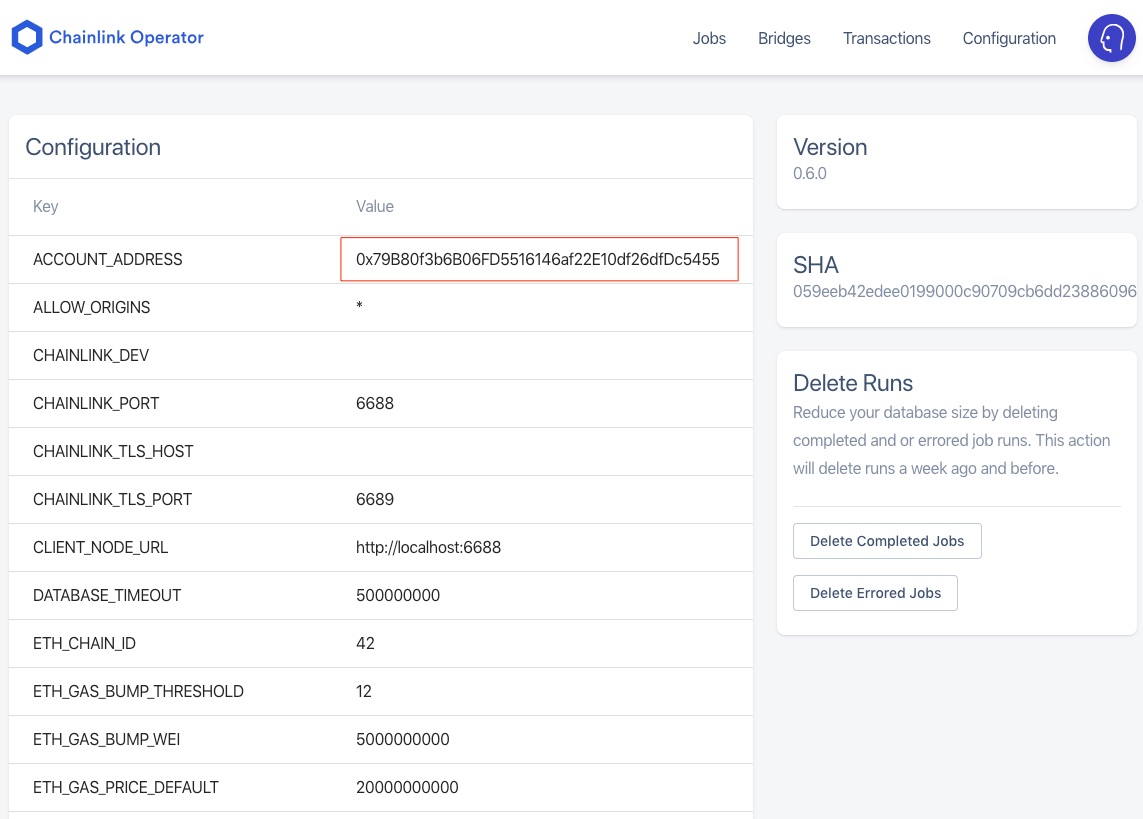 Chainlink Operator
Jobs Bridges Transactions Configuration
Configuration
Key Value
ACCOUNT_ADDRESS 0x79B80f3b6B06FD5516146af22E10df26dfDc5455
ALLOW_ORIGINS *
CHAINLINK_DEV
CHAINLINK_PORT 6688
CHAINLINK_TLS_HOST
CHAINLINK_TLS_PORT 6689
CLIENT_NODE_URL http://localhost:6688
DATABASE_TIMEOUT 500000000
ETH_CHAIN_ID 42
ETH_GAS_BUMP_THRESHOLD 12
ETH_GAS_BUMP_WEI 5000000000
ETH_GAS_PRICE_DEFAULT 20000000000
Version
0.6.0
SHA
059eeb42edee0199000c90709cb6dd23886096
Delete Runs
Reduce your database size by deleting
completed and or errored job runs. This action
will delete runs a week ago and before.
Delete Completed Jobs
Delete Errored Jobs